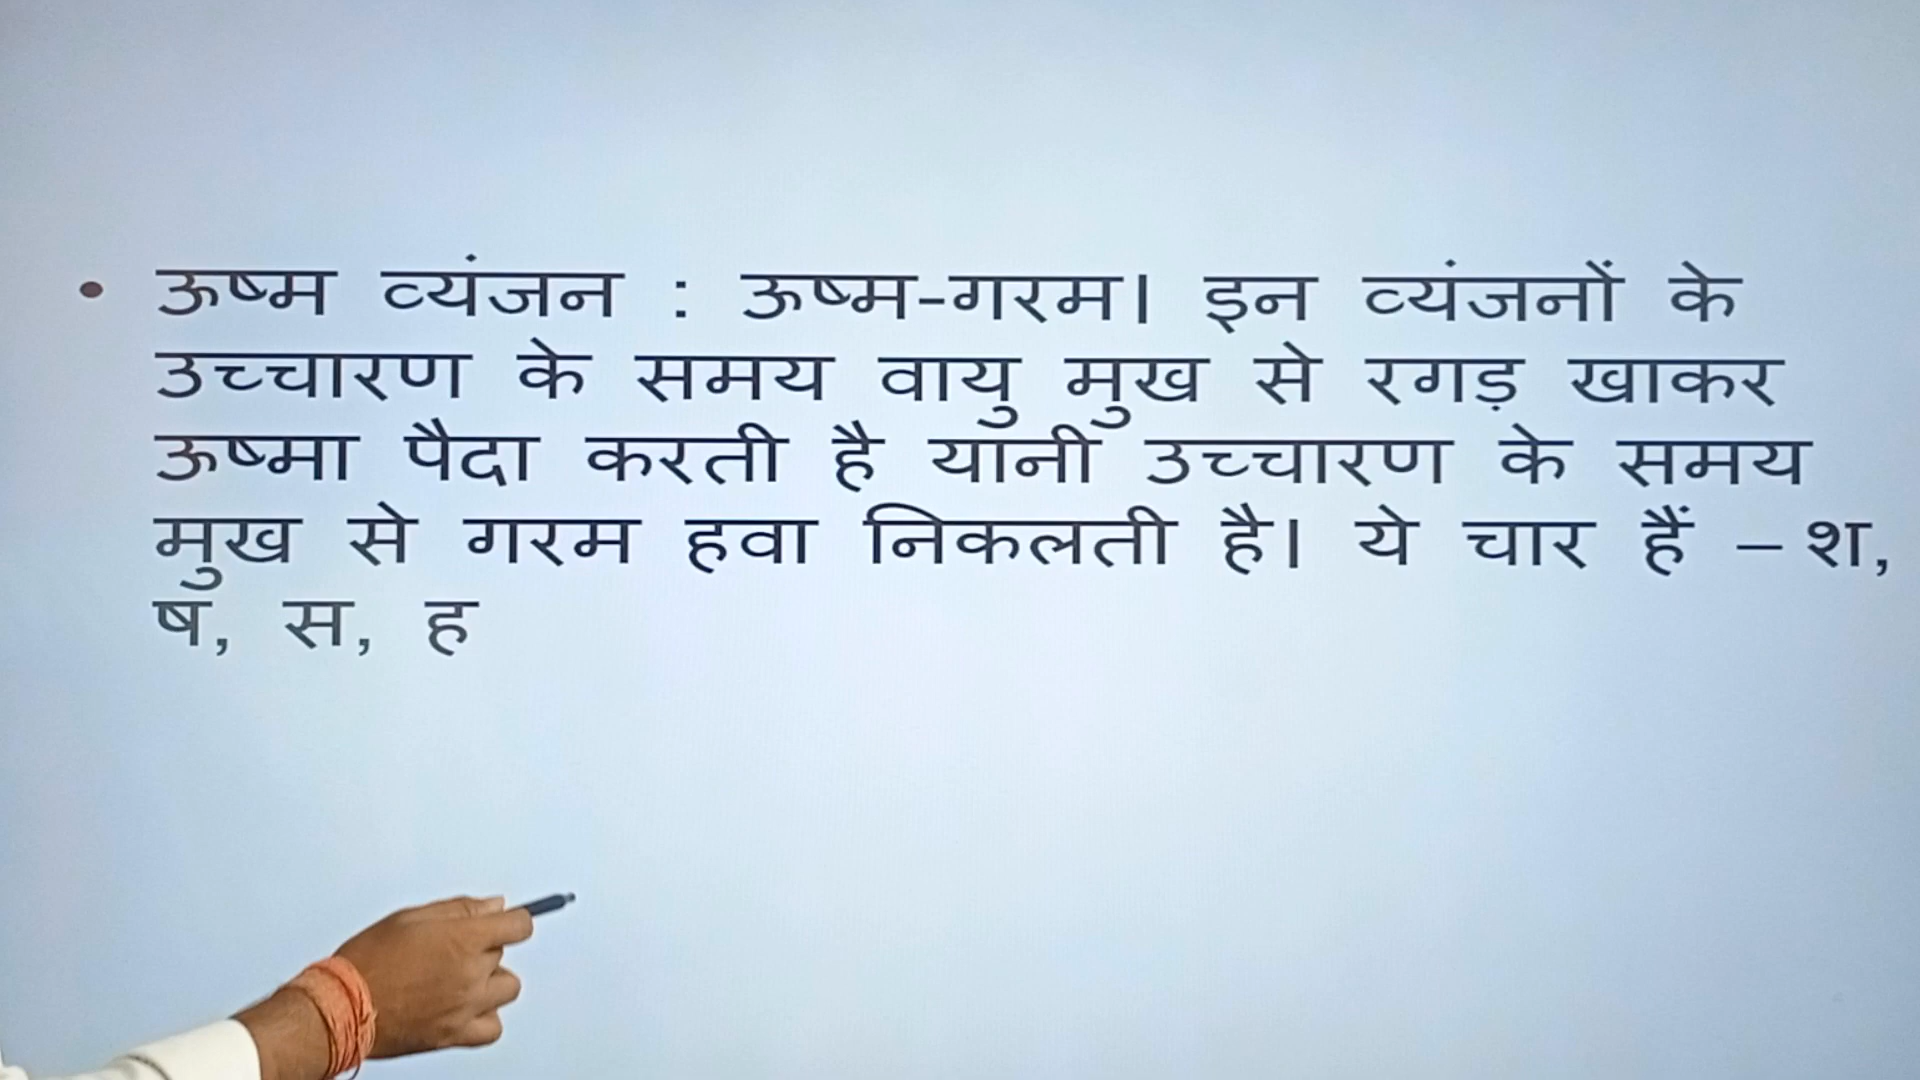 • ऊष्म व्यंजन : ऊष्म-गरम। इन व्यंजनों के
उच्चारण के समय वायु मुख से रगड़ खाकर
ऊष्मा पैदा करती है यानी उच्चारण के समय
मुख से गरम हवा निकलती है। ये चार हैं – श,
ष, स, ह